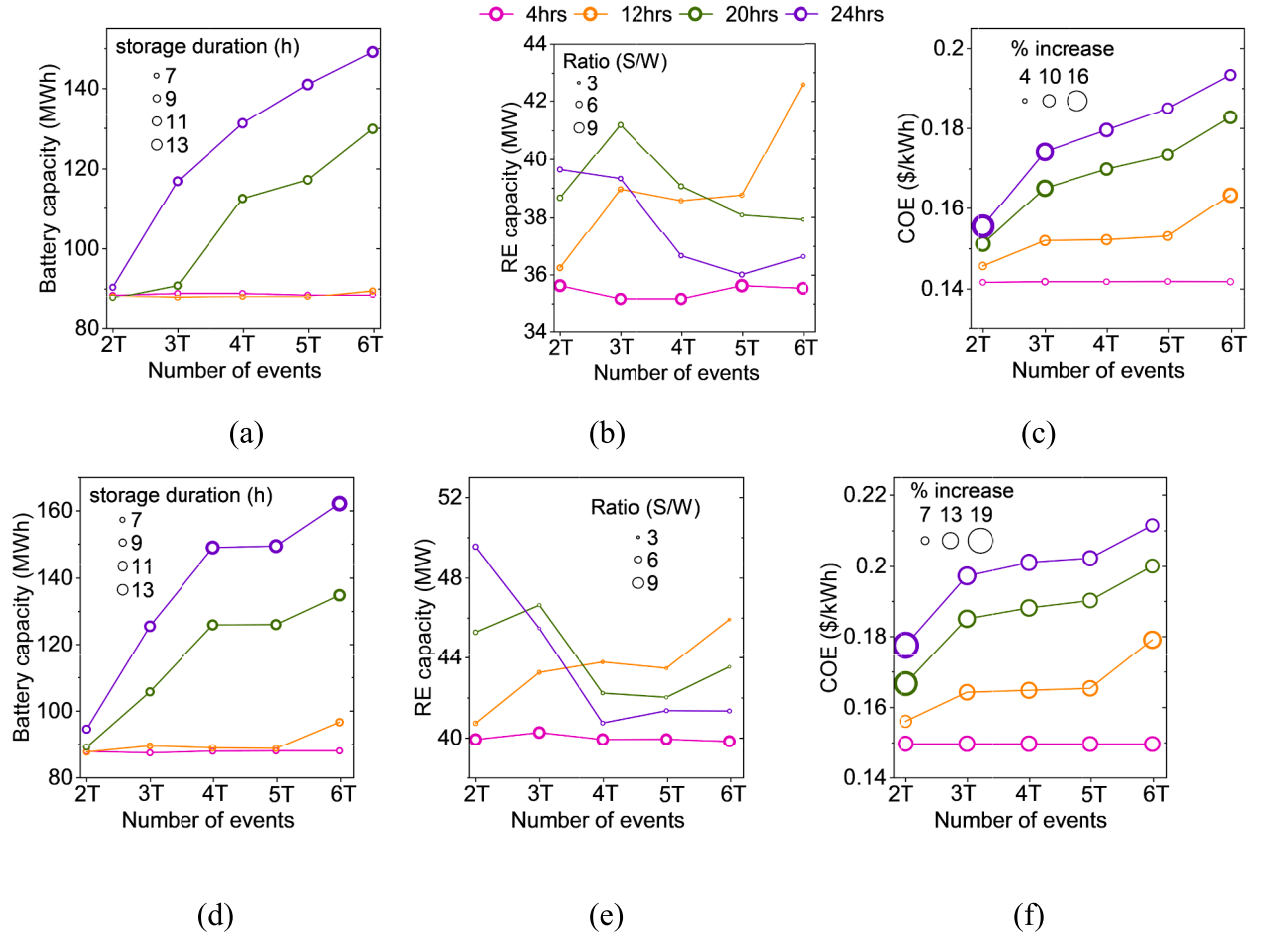 4hrs 12hrs 20hrs 24hrs
storage duration (h)
7
9
11
13
Battery capacity (MWh)
140
120
100
80
2T 3T 4T 5T 6T
Number of events
(a)
Ratio (S/W)
3
6
9
RE capacity (MW)
44
42
40
38
36
34
2T 3T 4T 5T 6T
Number of events
(b)
% increase
4 10 16
COE ($/kWh)
0.2
0.18
0.16
0.14
2T 3T 4T 5T 6T
Number of events
(c)
storage duration (h)
7
9
11
13
Battery capacity (MWh)
160
140
120
100
80
2T 3T 4T 5T 6T
Number of events
(d)
Ratio (S/W)
3
6
9
RE capacity (MW)
52
48
44
40
2T 3T 4T 5T 6T
Number of events
(e)
% increase
7 13 19
COE ($/kWh)
0.22
0.2
0.18
0.16
0.14
2T 3T 4T 5T 6T
Number of events
(f)